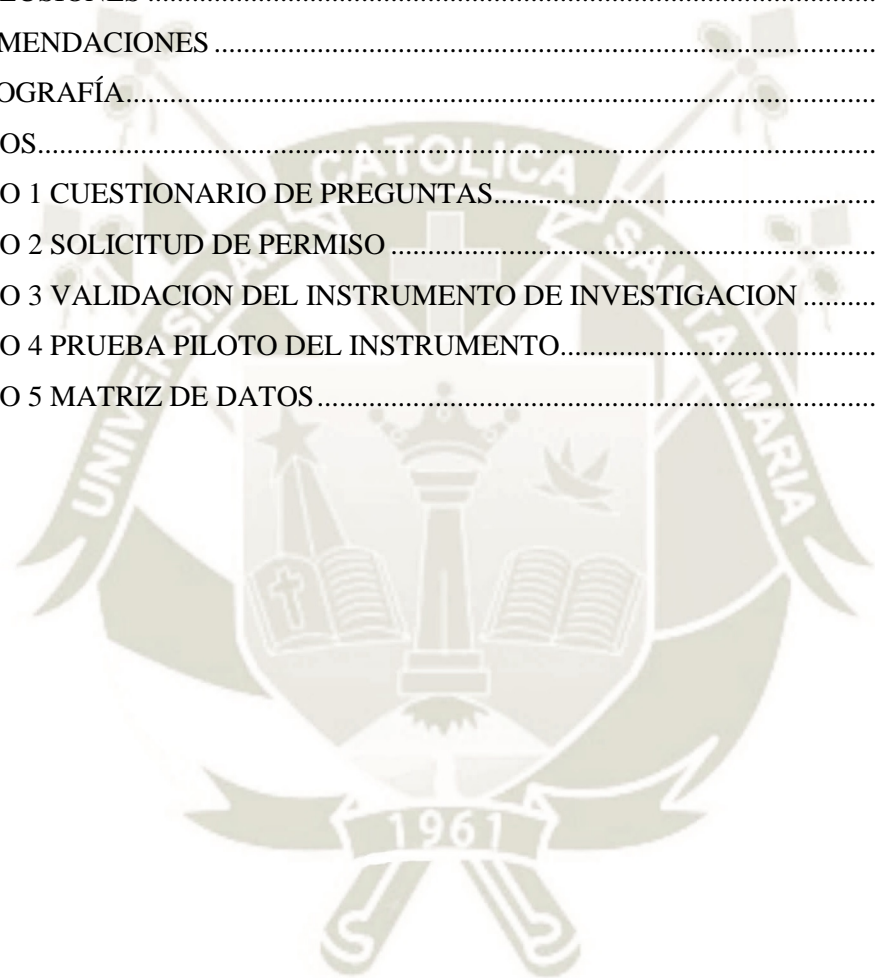 LUSIONES ........................................................................
MENDACIONES ........................................................................
OGRAFÍA........................................................................
OS........................................................................
O 1 CUESTIONARIO DE PREGUNTAS........................................................................
O 2 SOLICITUD DE PERMISO ........................................................................
O 3 VALIDACION DEL INSTRUMENTO DE INVESTIGACION .........
O 4 PRUEBA PILOTO DEL INSTRUMENTO........................................................................
O 5 MATRIZ DE DATOS........................................................................
UNIVERSIDAD CATOLICA SANTA MARIA
1961